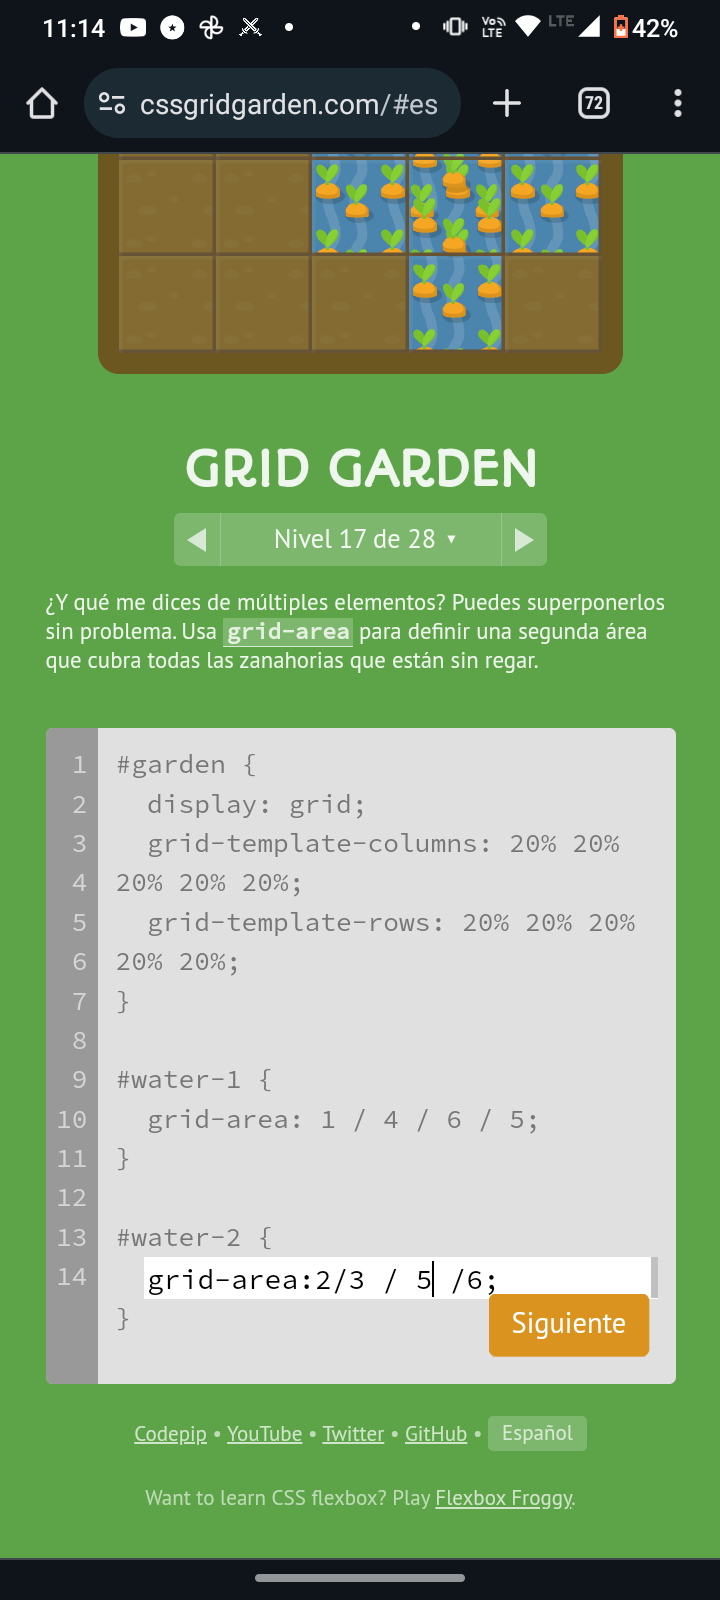 11:14
Vo LTE
LTE
42%
cssgridgarden.com/#es
72
GRID GARDEN
Nivel 17 de 28
¿Y qué me dices de múltiples elementos? Puedes superponerlos
sin problema. Usa grid-area para definir una segunda área
que cubra todas las zanahorias que están sin regar.
1 #garden {
2 display: grid;
3 grid-template-columns: 20% 20%
4 20% 20% 20%;
5 grid-template-rows: 20% 20% 20%
6 20% 20%;
7 }
8
9 #water-1 {
10 grid-area: 1 / 4 / 6 / 5;
11 }
12
13 #water-2 {
14 grid-area:2/3 / 5 /6;
}
Siguiente
Codepip • YouTube • Twitter • GitHub • Español
Want to learn CSS flexbox? Play Flexbox Froggy.